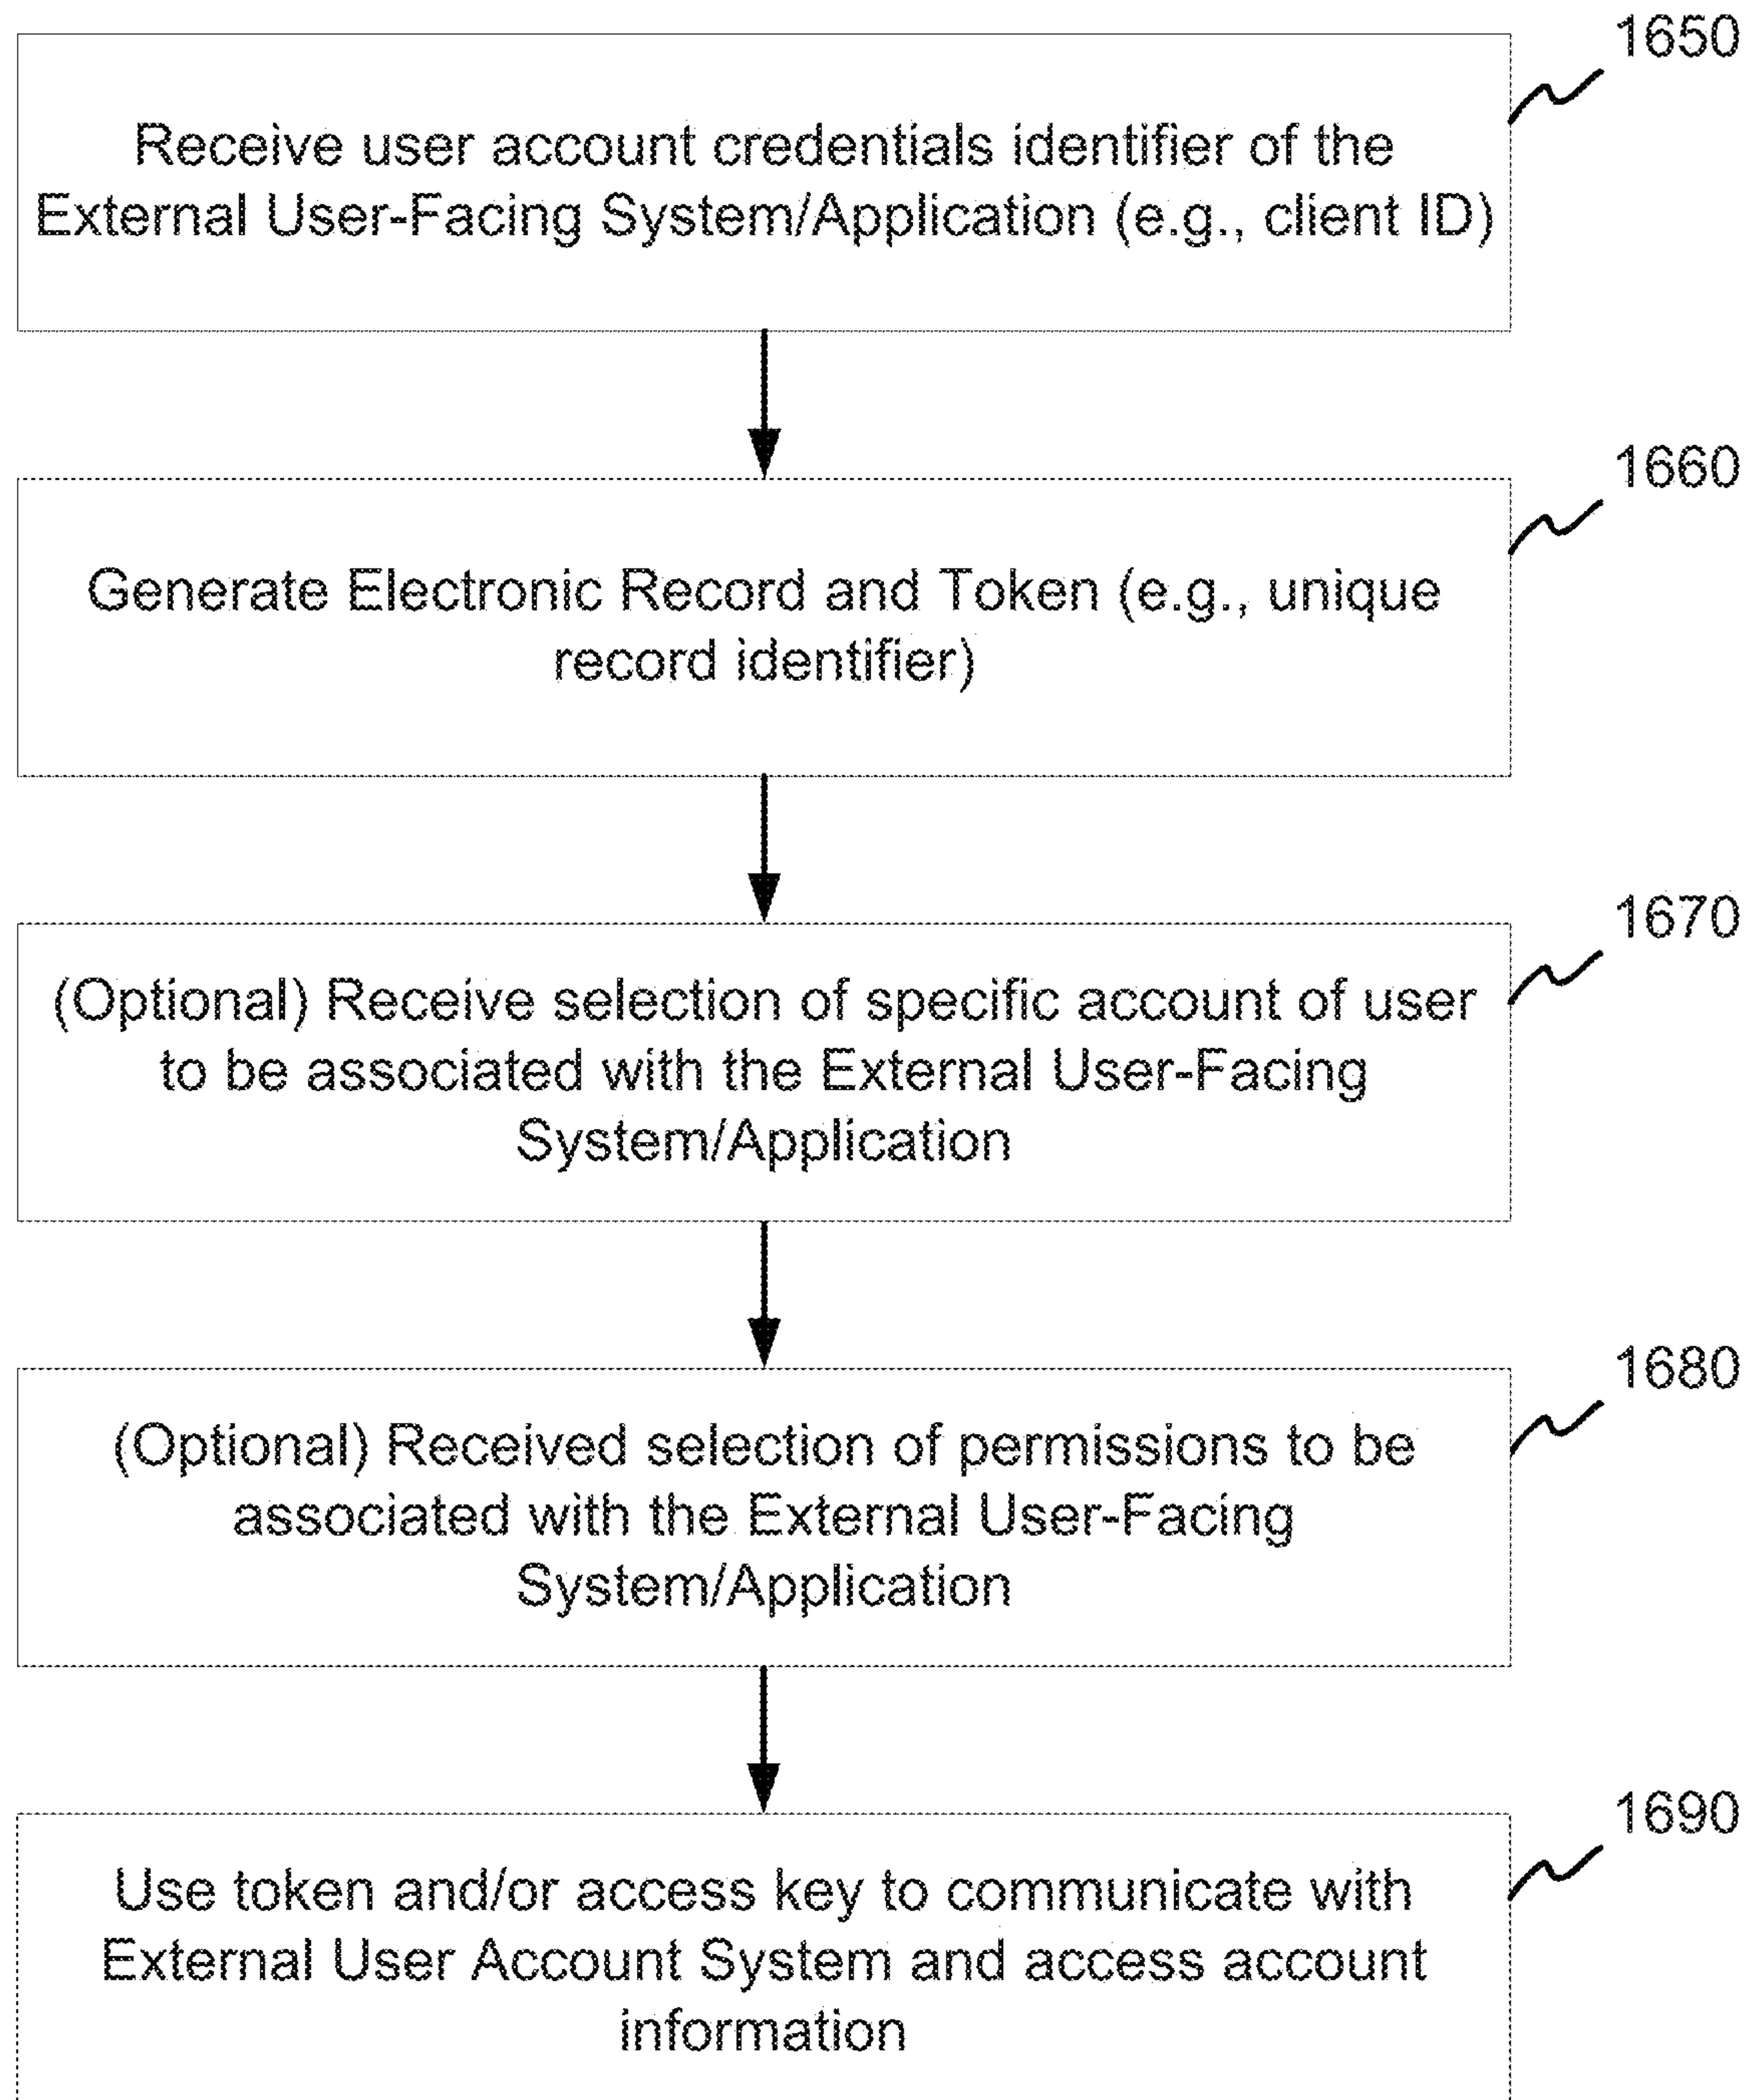 1650
Receive user account credentials identifier of the
External User-Facing System/Application (e.g., client ID)
1660
Generate Electronic Record and Token (e.g., unique
record identifier)
1670
(Optional) Receive selection of specific account of user
to be associated with the External User-Facing
System/Application
1680
(Optional) Received selection of permissions to be
associated with the External User-Facing
System/Application
1690
Use token and/or access key to communicate with
External User Account System and access account
information